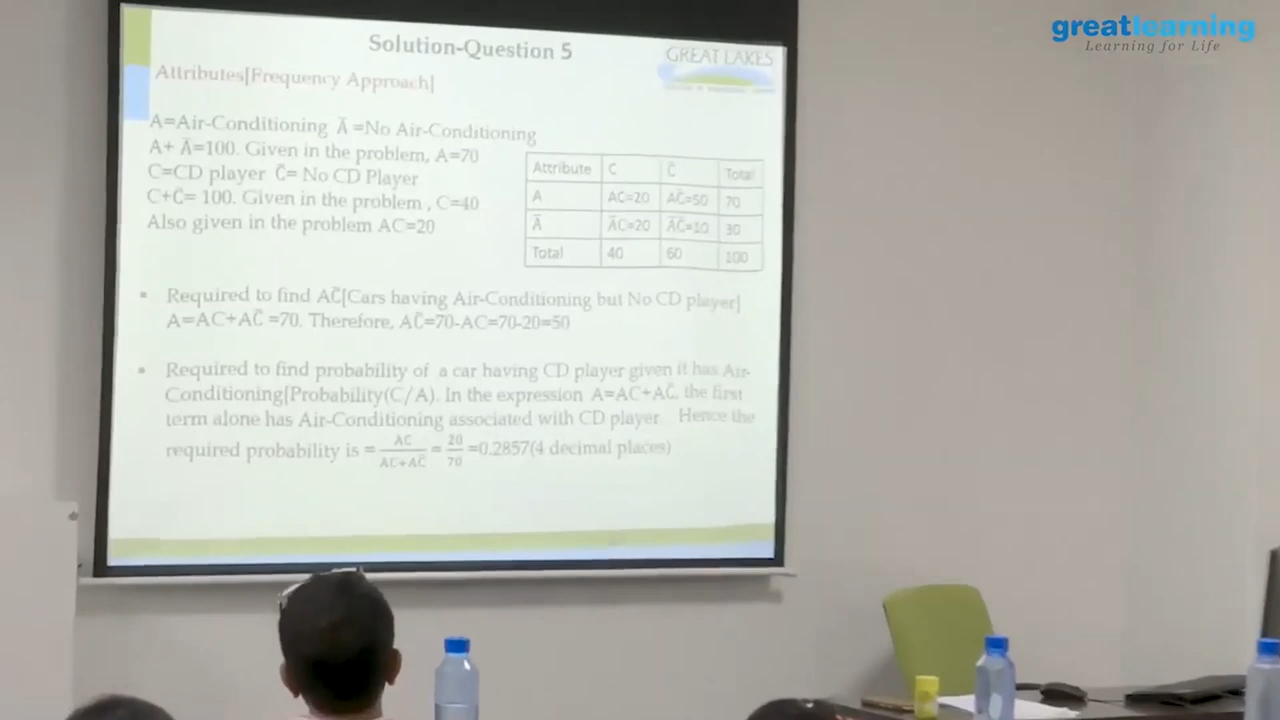 greatlearning
Learning for Life
Solution-Question 5
GREAT LAKES
Attributes[Frequency Approach]
A=Air-Conditioning Ā =No Air-Conditioning
A+ Ā=100. Given in the problem, A=70
C=CD player C̄= No CD Player
C+C̄= 100. Given in the problem , C=40
Also given in the problem AC=20
Attribute C C̄ Total
A AC=20 AC̄=50 70
Ā ĀC=20 ĀC̄=10 30
Total 40 60 100
▪ Required to find AC̄[Cars having Air-Conditioning but No CD player]
A=AC+AC̄ =70. Therefore, AC̄=70-AC=70-20=50
▪ Required to find probability of a car having CD player given it has Air-
Conditioning[Probability(C/A). In the expression A=AC+AC̄, the first
term alone has Air-Conditioning associated with CD player. Hence the
required probability is = AC/(AC+AC̄) = 20/70 =0.2857(4 decimal places)